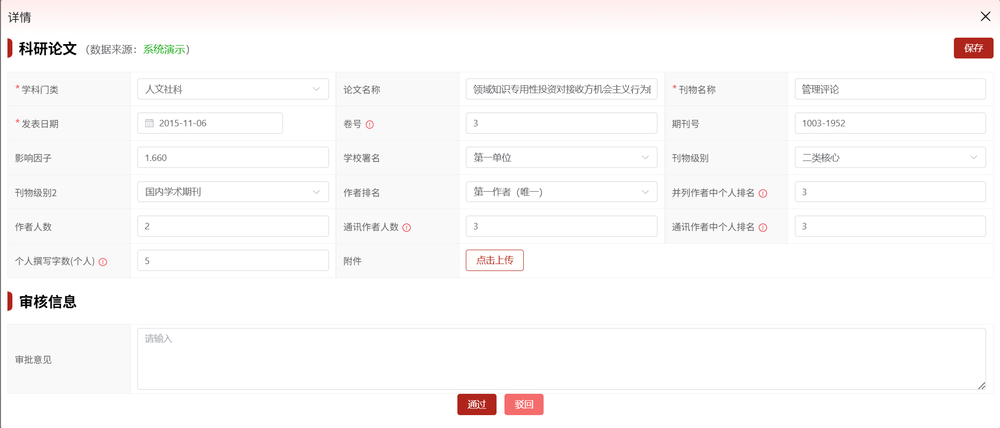 详情
科研论文 (数据来源：系统演示)
保存
*学科门类 人文社科 论文名称 领域知识专用性投资对接收方机会主义行为 *刊物名称 管理评论
*发表日期 2015-11-06 卷号 3 期刊号 1003-1952
影响因子 1.660 学校署名 第一单位 刊物级别 二类核心
刊物级别2 国内学术期刊 作者排名 第一作者（唯一） 并列作者中个人排名 3
作者人数 2 通讯作者人数 3 通讯作者中个人排名 3
个人撰写字数(个人) 5 附件 点击上传
审核信息
审批意见 请输入
通过 驳回